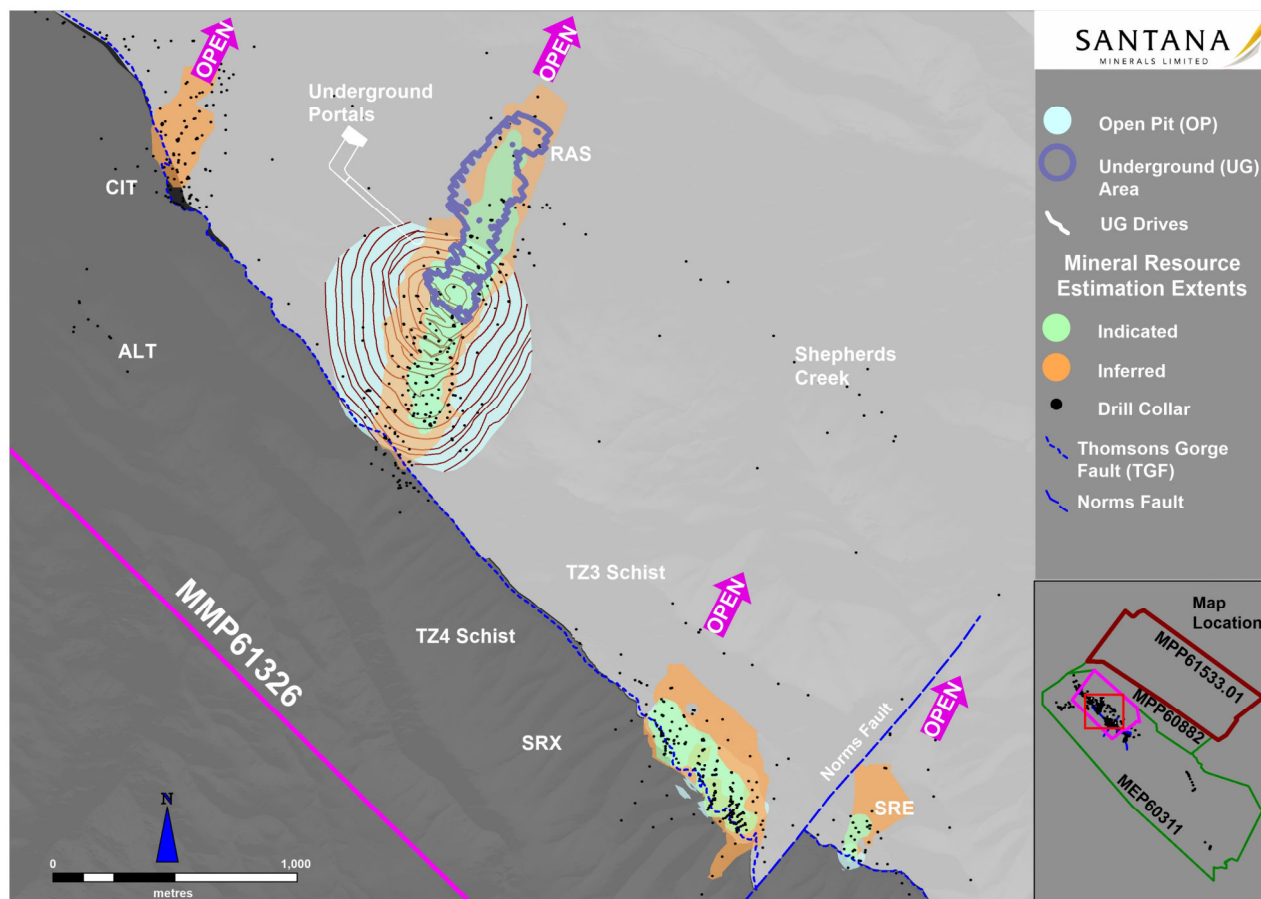 OPEN
OPEN
Underground
Portals
RAS
CIT
ALT
Shepherds
Creek
TZ3 Schist
OPEN
TZ4 Schist
MMP61326
SRX
OPEN
Norms Fault
SRE
N
0
1,000
metres
SANTANA
MINERALS LIMITED
Open Pit (OP)
Underground (UG)
Area
UG Drives
Mineral Resource
Estimation Extents
Indicated
Inferred
Drill Collar
Thomsons Gorge
Fault (TGF)
Norms Fault
Map
Location
MPP61533.01
MPP60882
MEP60311